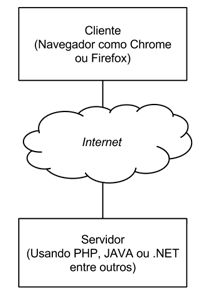 Cliente
(Navegador como Chrome
ou Firefox)
Internet
Servidor
(Usando PHP, JAVA ou .NET
entre outros)